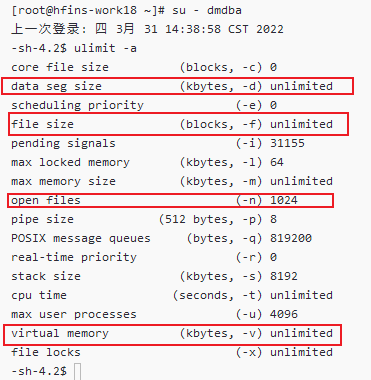 [root@hfins-work18 ~]# su - dmdba
上一次登录: 四 3月 31 14:38:58 CST 2022
-sh-4.2$ ulimit -a
core file size          (blocks, -c) 0
data seg size           (kbytes, -d) unlimited
scheduling priority             (-e) 0
file size               (blocks, -f) unlimited
pending signals                 (-i) 31155
max locked memory       (kbytes, -l) 64
max memory size         (kbytes, -m) unlimited
open files                      (-n) 1024
pipe size            (512 bytes, -p) 8
POSIX message queues     (bytes, -q) 819200
real-time priority              (-r) 0
stack size              (kbytes, -s) 8192
cpu time               (seconds, -t) unlimited
max user processes              (-u) 4096
virtual memory          (kbytes, -v) unlimited
file locks                      (-x) unlimited
-sh-4.2$